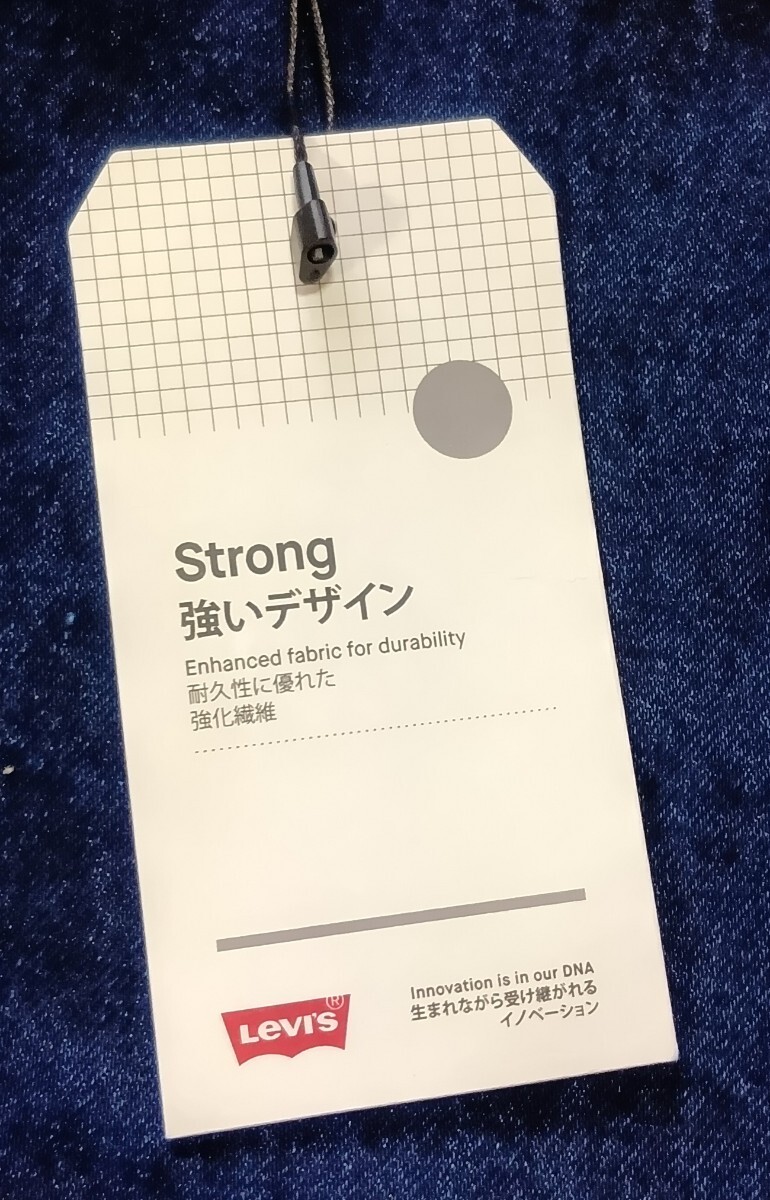 Strong
強いデザイン
Enhanced fabric for durability
耐久性に優れた
強化繊維
LEVI'S®
Innovation is in our DNA
生まれながら受け継がれる
イノベーション